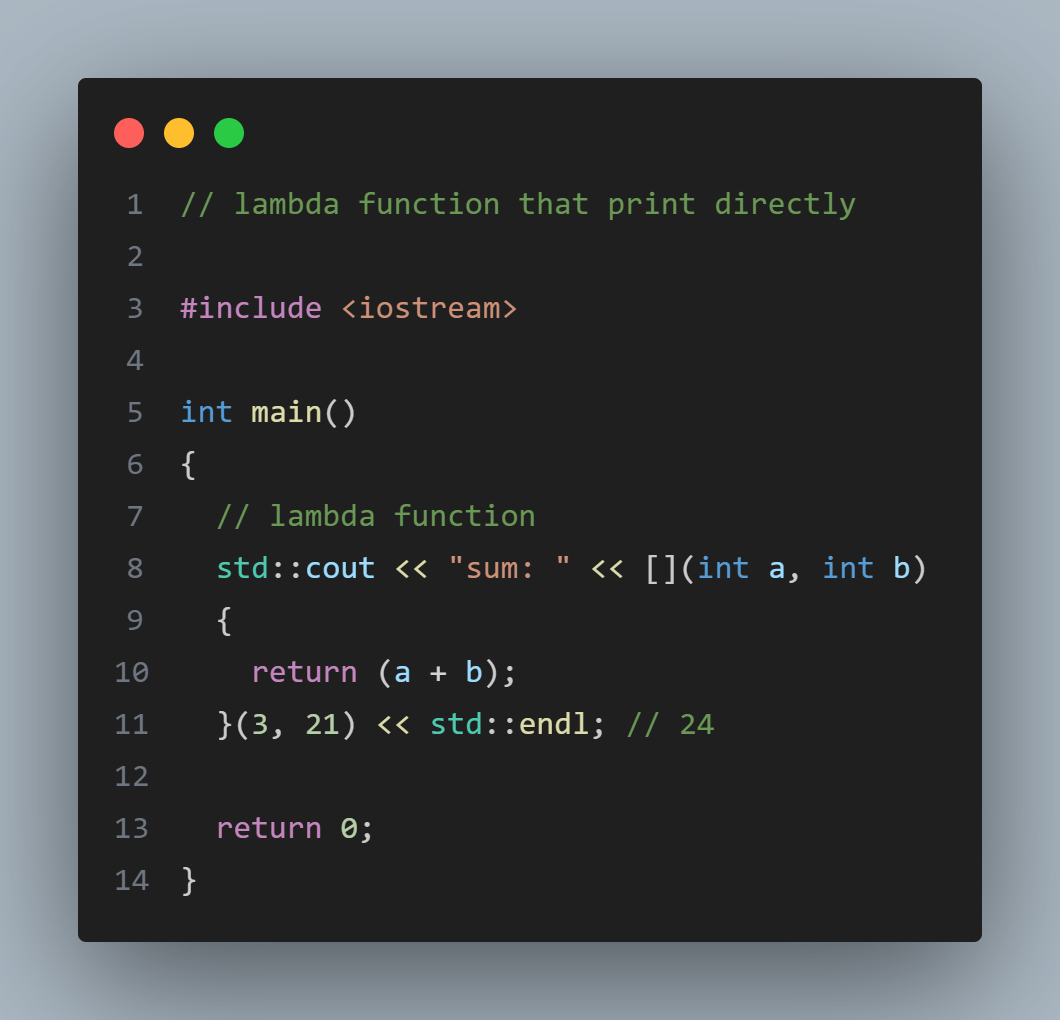 1 // lambda function that print directly
2
3 #include <iostream>
4
5 int main()
6 {
7   // lambda function
8   std::cout << "sum: " << [](int a, int b)
9   {
10     return (a + b);
11   }(3, 21) << std::endl; // 24
12
13   return 0;
14 }